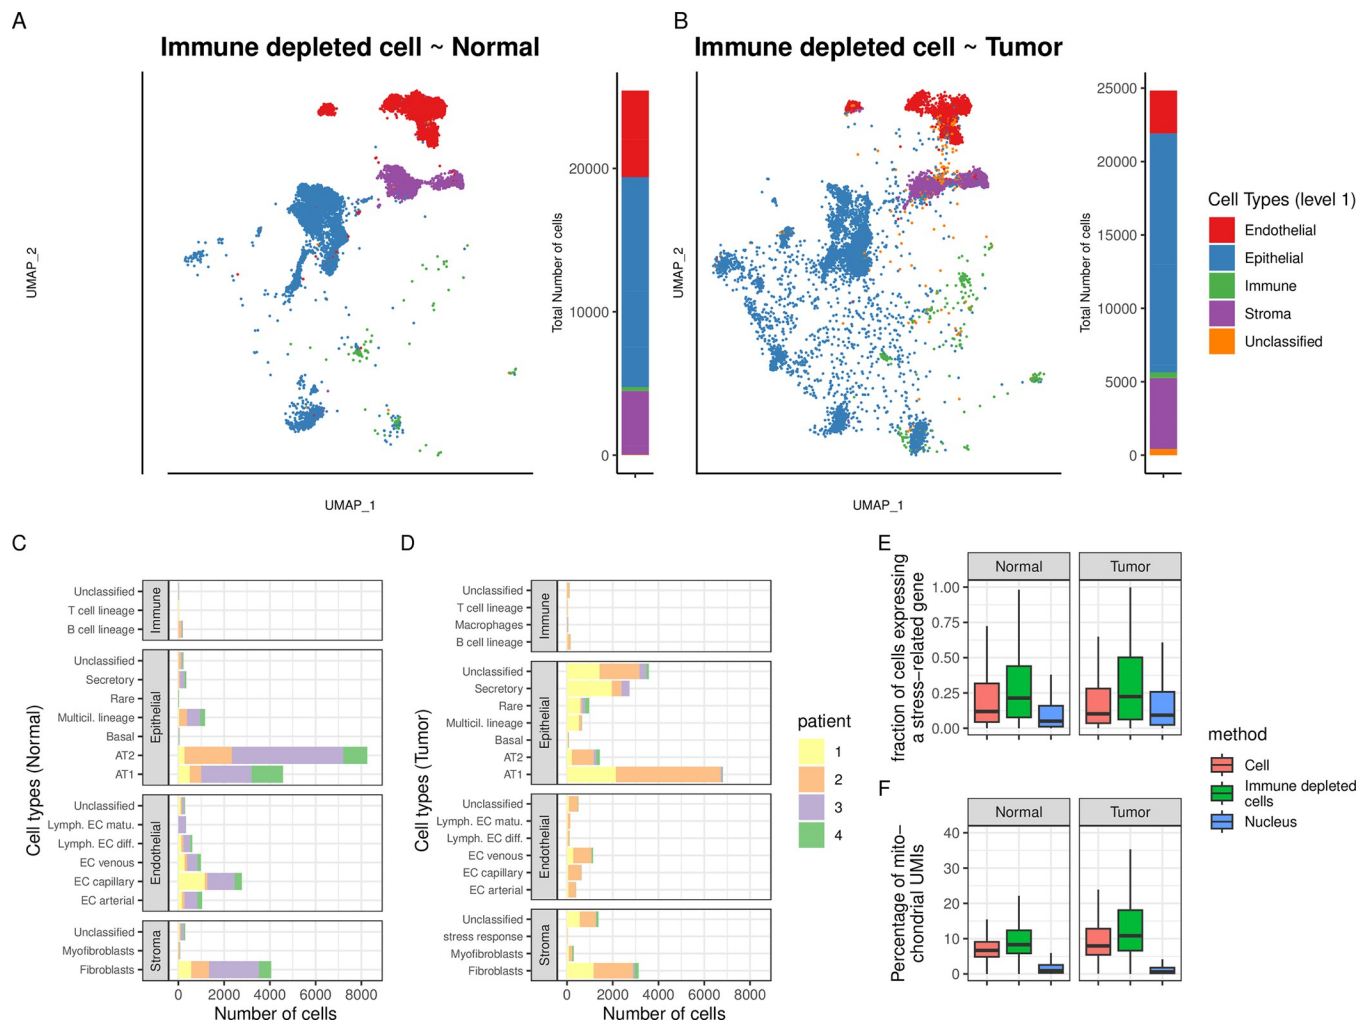 A
Immune depleted cell ~ Normal
B
Immune depleted cell ~ Tumor
UMAP_2
UMAP_1
Total Number of cells
20000
10000
0
UMAP_2
UMAP_1
Total Number of cells
25000
20000
15000
10000
5000
0
Cell Types (level 1)
Endothelial
Epithelial
Immune
Stroma
Unclassified
C
Cell types (Normal)
Unclassified
T cell lineage
B cell lineage
Immune
Unclassified
Secretory
Rare
Multicil. lineage
Basal
AT2
AT1
Epithelial
Unclassified
Lymph. EC matu.
Lymph. EC diff.
EC venous
EC capillary
EC arterial
Endothelial
Unclassified
Myofibroblasts
Fibroblasts
Stroma
0 2000 4000 6000 8000
Number of cells
D
Cell types (Tumor)
Unclassified
T cell lineage
Macrophages
B cell lineage
Immune
Unclassified
Secretory
Rare
Multicil. lineage
Basal
AT2
AT1
Epithelial
Unclassified
Lymph. EC matu.
Lymph. EC diff.
EC venous
EC capillary
EC arterial
Endothelial
Unclassified
stress response
Myofibroblasts
Fibroblasts
Stroma
0 2000 4000 6000 8000
Number of cells
patient
1
2
3
4
E
fraction of cells expressing
a stress-related gene
Normal
Tumor
1.00
0.75
0.50
0.25
0.00
F
Percentage of mito-
chondrial UMIs
Normal
Tumor
40
30
20
10
0
method
Cell
Immune depleted
cells
Nucleus